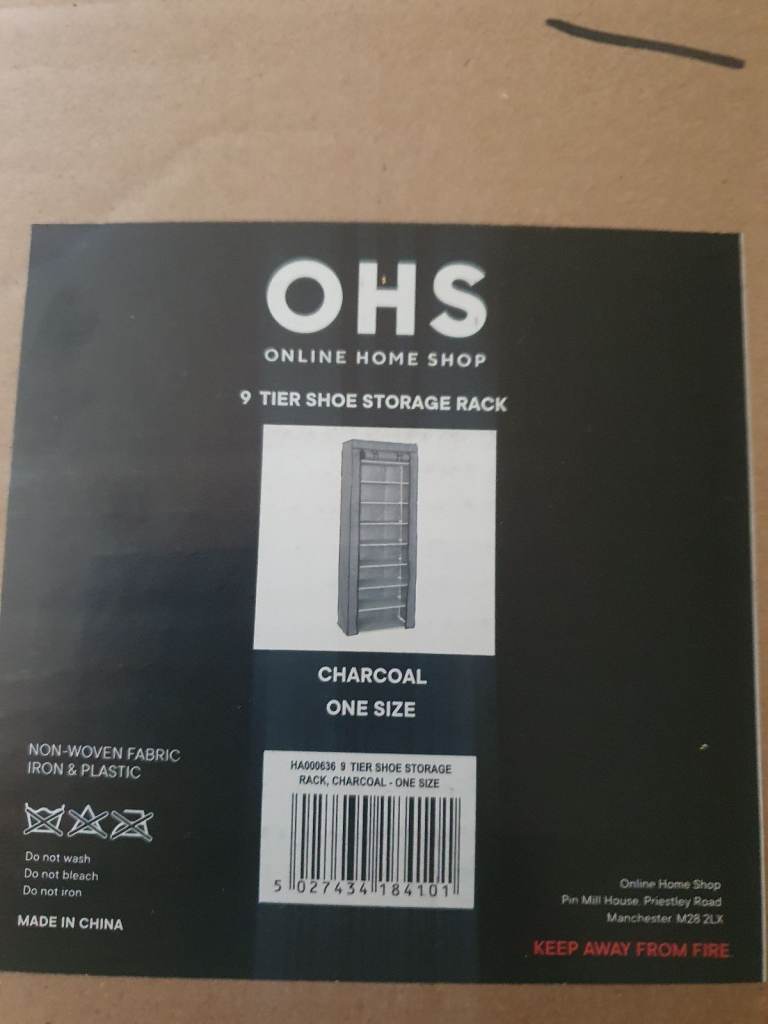 OHS
ONLINE HOME SHOP
9 TIER SHOE STORAGE RACK
CHARCOAL
ONE SIZE
NON-WOVEN FABRIC
IRON & PLASTIC
Do not wash
Do not bleach
Do not iron
MADE IN CHINA
HA000636 9 TIER SHOE STORAGE
RACK, CHARCOAL - ONE SIZE
5 027434 184101
Online Home Shop
Pin Mill House, Priestley Road
Manchester M28 2LX
KEEP AWAY FROM FIRE